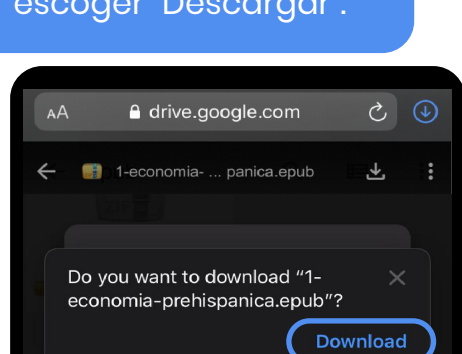 escoger "Descargar".
AA drive.google.com
1-economia- ... panica.epub
ZIP
Do you want to download “1-
economia-prehispanica.epub”?
Download